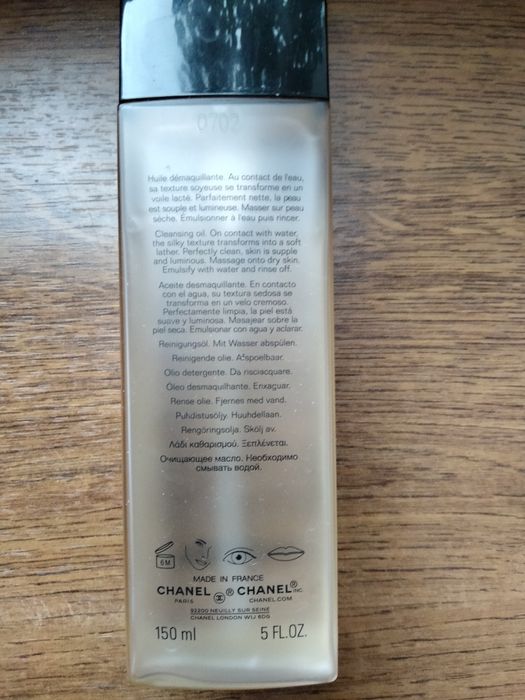 0702
Huile démaquillante. Au contact de l'eau,
sa texture soyeuse se transforme en un
voile lacté. Parfaitement nette, la peau
est souple et lumineuse. Masser sur peau
sèche. Émulsionner à l'eau puis rincer.
Cleansing oil. On contact with water,
the silky texture transforms into a soft
lather. Perfectly clean, skin is supple
and luminous. Massage onto dry skin.
Emulsify with water and rinse off.
Aceite desmaquillante. En contacto
con el agua, su textura sedosa se
transforma en un velo cremoso.
Perfectamente limpia, la piel está
suave y luminosa. Masajear sobre la
piel seca. Emulsionar con agua y aclarar.
Reinigungsöl. Mit Wasser abspülen.
Reinigende olie. Afspoelbaar.
Olio detergente. Da risciacquare.
Óleo desmaquilhante. Enxaguar.
Rense olie. Fjernes med vand.
Puhdistusöljy. Huuhdellaan.
Rengöringsolja. Skölj av.
Λάδι καθαρισμού. Ξεπλένεται.
Очищающее масло. Необходимо
смывать водой.
6M
MADE IN FRANCE
CHANEL ® CHANEL® INC
PARIS CHANEL.COM
92200 NEUILLY SUR SEINE
CHANEL LONDON W1J 6DG
150 ml 5 FL.OZ.